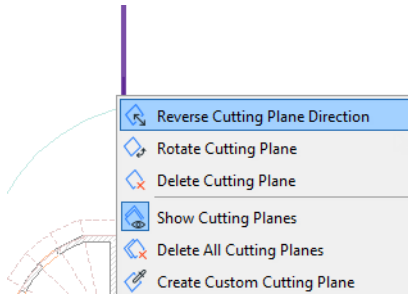 Reverse Cutting Plane Direction
Rotate Cutting Plane
Delete Cutting Plane
Show Cutting Planes
Delete All Cutting Planes
Create Custom Cutting Plane